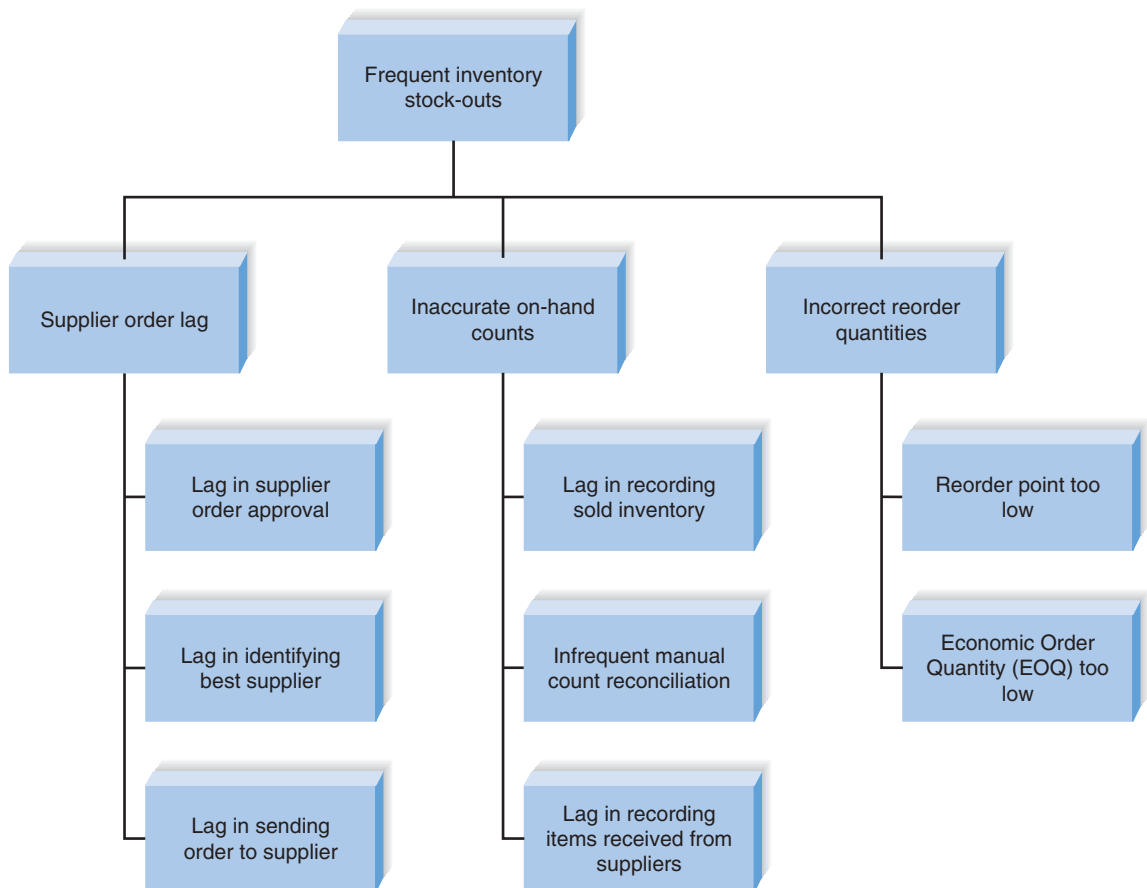 Frequent inventory
stock-outs
Supplier order lag
Inaccurate on-hand
counts
Incorrect reorder
quantities
Lag in supplier
order approval
Lag in identifying
best supplier
Lag in sending
order to supplier
Lag in recording
sold inventory
Infrequent manual
count reconciliation
Lag in recording
items received from
suppliers
Reorder point too
low
Economic Order
Quantity (EOQ) too
low